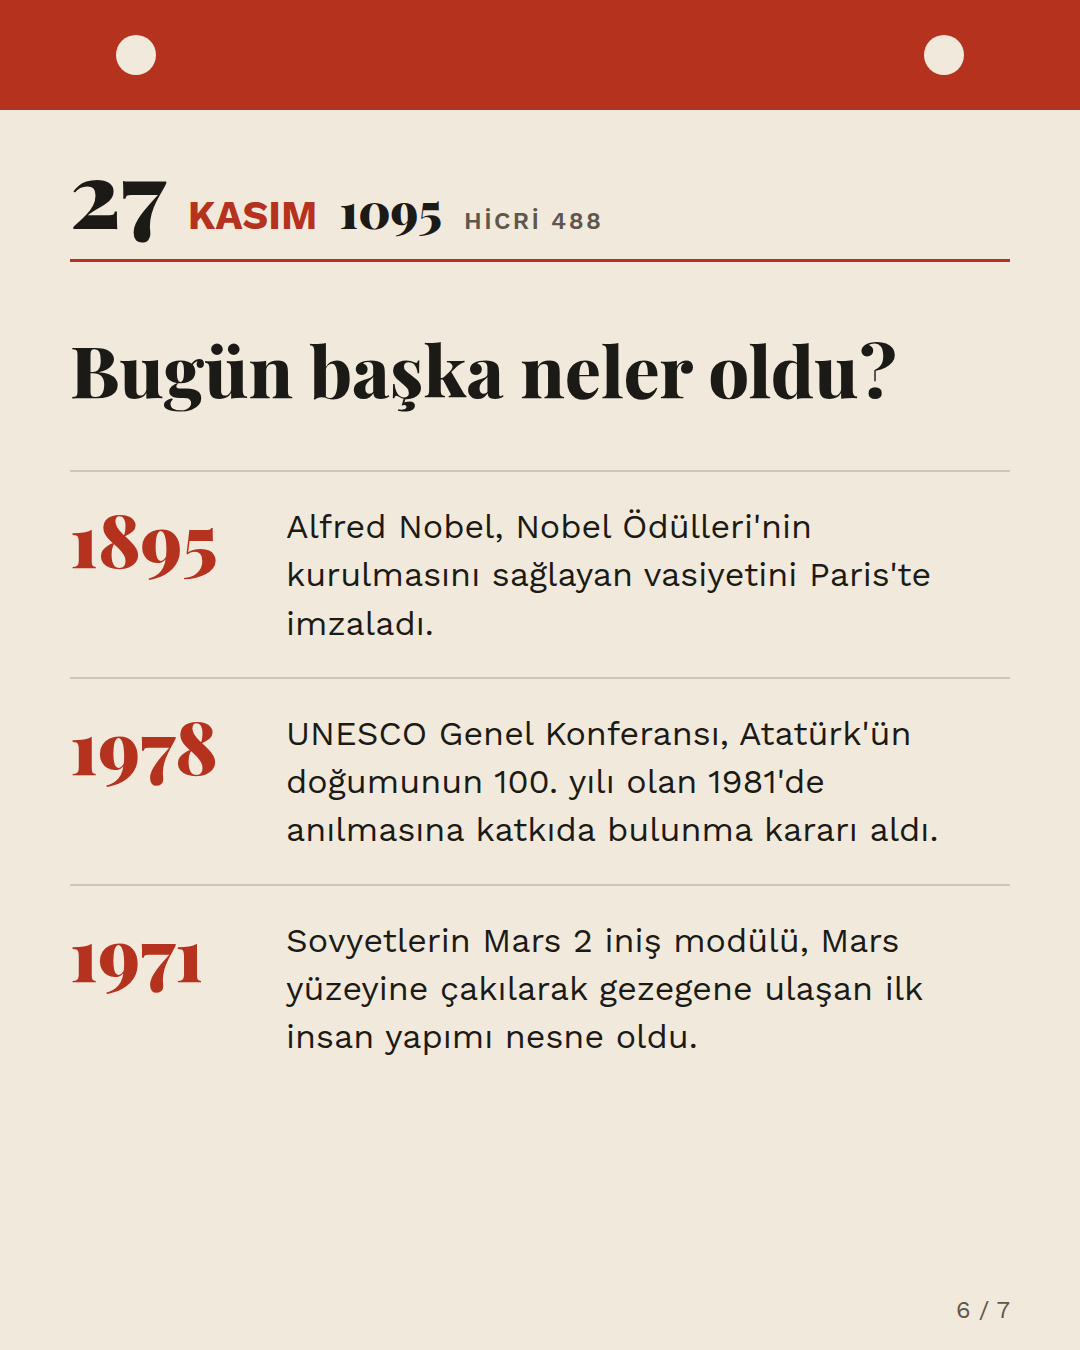 27 KASIM 1095 HİCRİ 488
Bugün başka neler oldu?
1895
Alfred Nobel, Nobel Ödülleri'nin
kurulmasını sağlayan vasiyetini Paris'te
imzaladı.
1978
UNESCO Genel Konferansı, Atatürk'ün
doğumunun 100. yılı olan 1981'de
anılmasına katkıda bulunma kararı aldı.
1971
Sovyetlerin Mars 2 iniş modülü, Mars
yüzeyine çakılarak gezegene ulaşan ilk
insan yapımı nesne oldu.
6 / 7